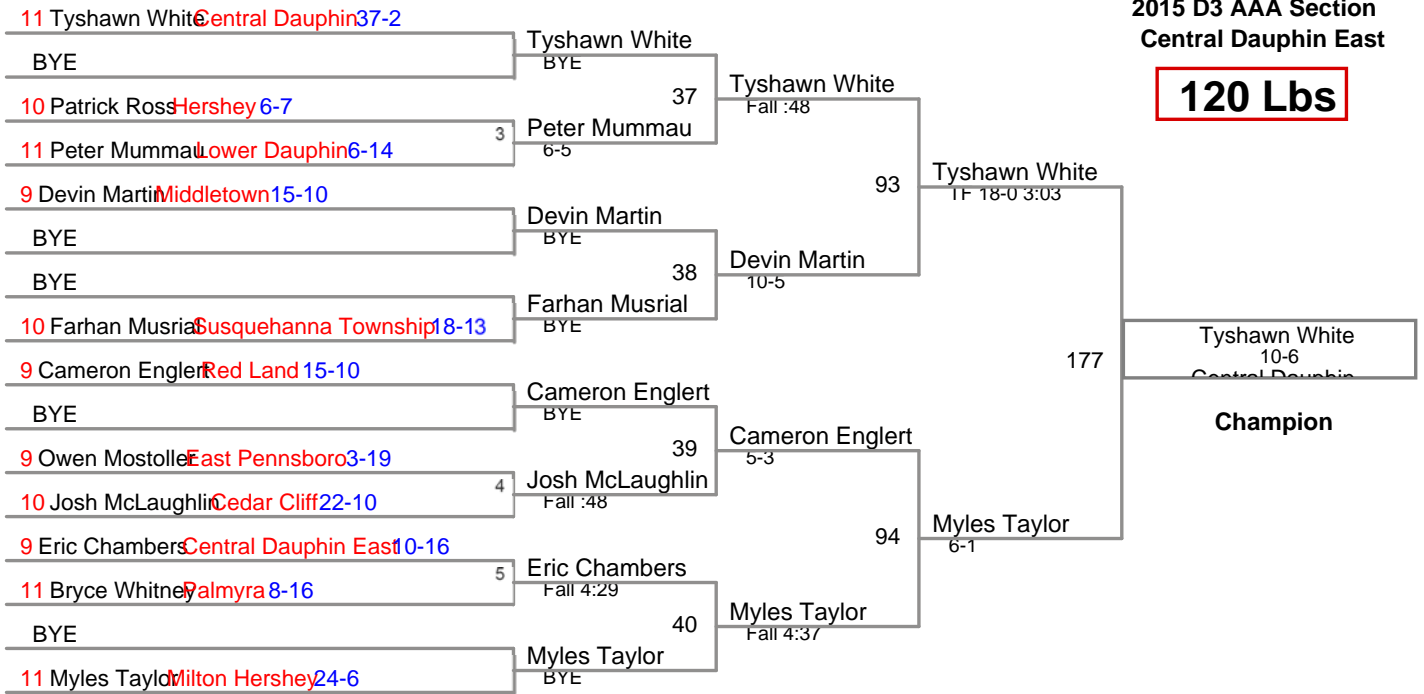 11 Tyshawn White Central Dauphin 37-2
BYE
10 Patrick Ross Hershey 6-7
11 Peter Mummau Lower Dauphin 6-14
9 Devin Martin Middletown 15-10
BYE
BYE
10 Farhan Musrial Susquehanna Township 18-13
9 Cameron Englert Red Land 15-10
BYE
9 Owen Mostoller East Pennsboro 3-19
10 Josh McLaughlin Cedar Cliff 22-10
9 Eric Chambers Central Dauphin East 10-16
11 Bryce Whitney Palmyra 8-16
BYE
11 Myles Taylor Milton Hershey 24-6
3
4
5
Tyshawn White
BYE
Peter Mummau
6-5
Devin Martin
BYE
Farhan Musrial
BYE
Cameron Englert
BYE
Josh McLaughlin
Fall :48
Eric Chambers
Fall 4:29
Myles Taylor
BYE
37
38
39
40
Tyshawn White
Fall :48
Devin Martin
10-5
Cameron Englert
5-3
Myles Taylor
Fall 4:37
93
94
Tyshawn White
TF 18-0 3:03
Myles Taylor
6-1
177
2015 D3 AAA Section
Central Dauphin East
120 Lbs
Tyshawn White
10-6
Central Dauphin
Champion